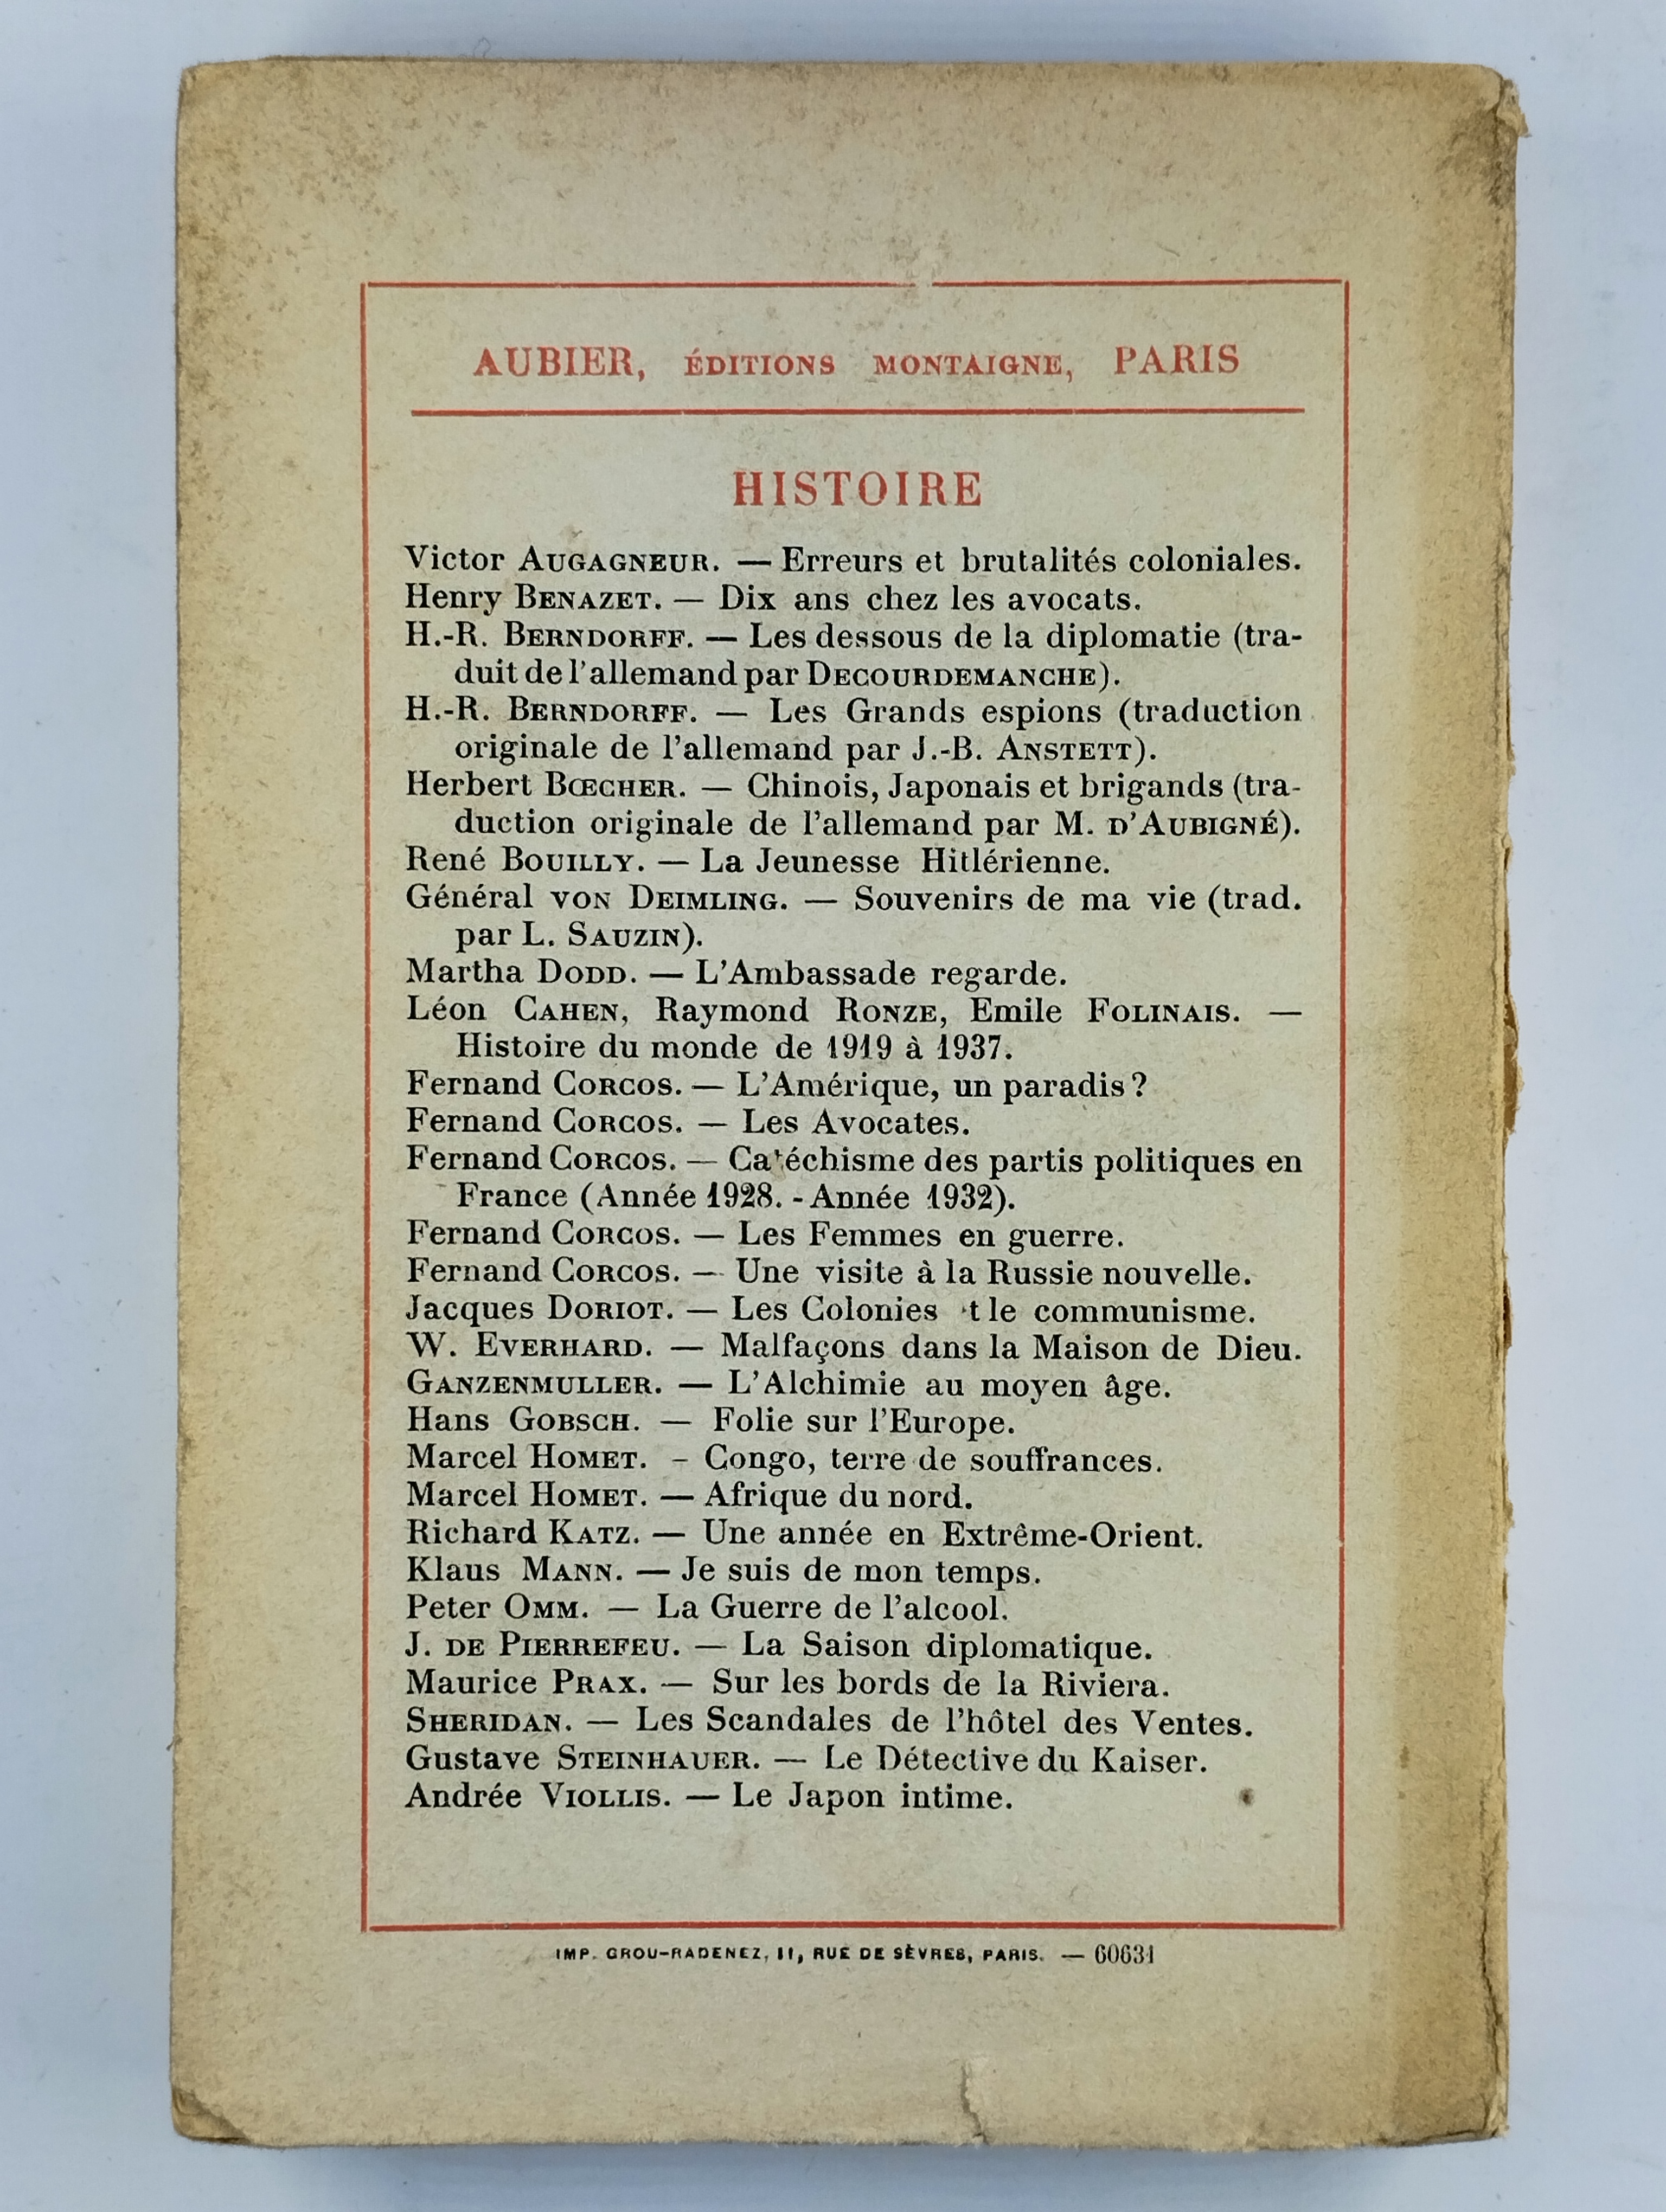 AUBIER, ÉDITIONS MONTAIGNE, PARIS
HISTOIRE
Victor AUGAGNEUR. — Erreurs et brutalités coloniales.
Henry BENAZET. — Dix ans chez les avocats.
H.-R. BERNDORFF. — Les dessous de la diplomatie (tra-
duit de l'allemand par DECOURDEMANCHE).
H.-R. BERNDORFF. — Les Grands espions (traduction
originale de l'allemand par J.-B. ANSTETT).
Herbert BŒCHER. — Chinois, Japonais et brigands (tra-
duction originale de l'allemand par M. D'AUBIGNÉ).
René BOUILLY. — La Jeunesse Hitlérienne.
Général VON DEIMLING. — Souvenirs de ma vie (trad.
par L. SAUZIN).
Martha DODD. — L'Ambassade regarde.
Léon CAHEN, Raymond RONZE, Emile FOLINAIS. —
Histoire du monde de 1919 à 1937.
Fernand CORCOS. — L'Amérique, un paradis ?
Fernand CORCOS. — Les Avocates.
Fernand CORCOS. — Catéchisme des partis politiques en
France (Année 1928. - Année 1932).
Fernand CORCOS. — Les Femmes en guerre.
Fernand CORCOS. — Une visite à la Russie nouvelle.
Jacques DORIOT. — Les Colonies t le communisme.
W. EVERHARD. — Malfaçons dans la Maison de Dieu.
GANZENMULLER. — L'Alchimie au moyen âge.
Hans GOBSCH. — Folie sur l'Europe.
Marcel HOMET. – Congo, terre de souffrances.
Marcel HOMET. — Afrique du nord.
Richard KATZ. — Une année en Extrême-Orient.
Klaus MANN. — Je suis de mon temps.
Peter OMM. — La Guerre de l'alcool.
J. DE PIERREFEU. — La Saison diplomatique.
Maurice PRAX. — Sur les bords de la Riviera.
SHERIDAN. — Les Scandales de l'hôtel des Ventes.
Gustave STEINHAUER. — Le Détective du Kaiser.
Andrée VIOLLIS. — Le Japon intime.
IMP. GROU-RADENEZ, 11, RUE DE SÈVRES, PARIS. — 60631